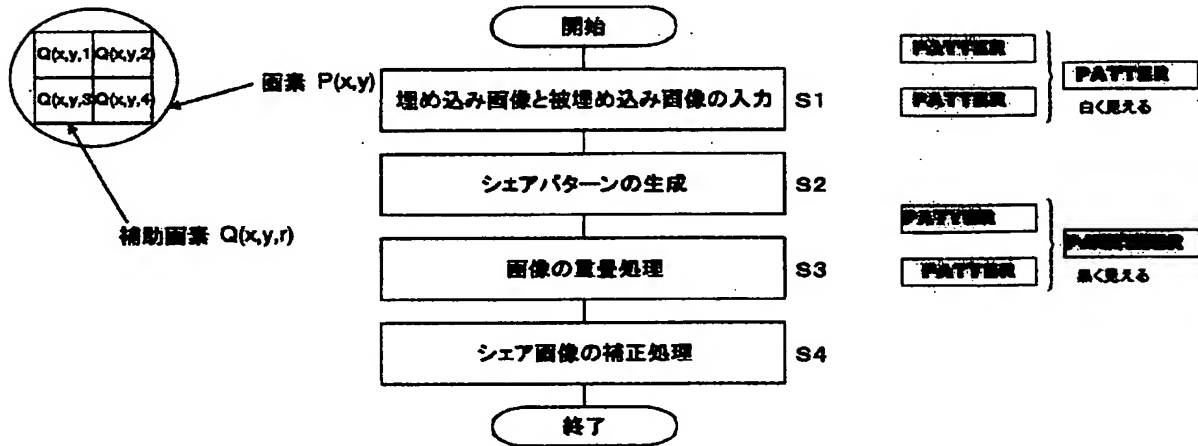 Q(x,y,1) Q(x,y,2)
Q(x,y,3) Q(x,y,4)
画素 P(x,y)
補助画素 Q(x,y,r)
開始
埋め込み画像と被埋め込み画像の入力 S1
シェアパターンの生成 S2
画像の重畳処理 S3
シェア画像の補正処理 S4
終了
PATTER
PATTER
PATTER
白く見える
PATTER
PATTER
黒く見える